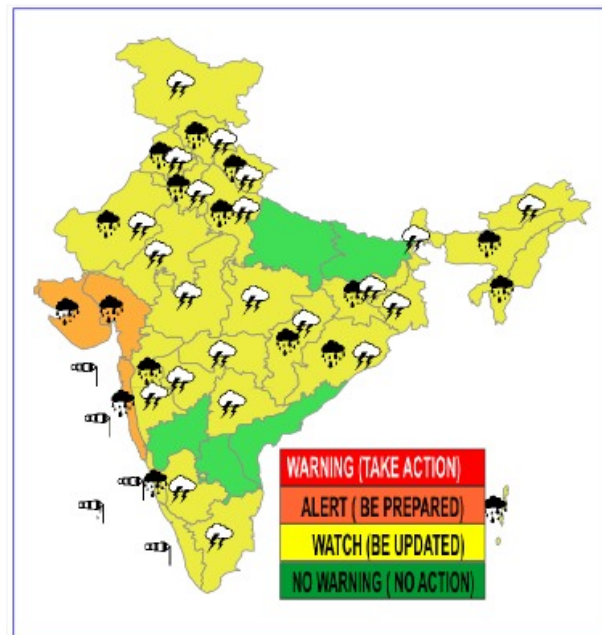 WARNING (TAKE ACTION)
ALERT ( BE PREPARED)
WATCH (BE UPDATED)
NO WARNING ( NO ACTION)